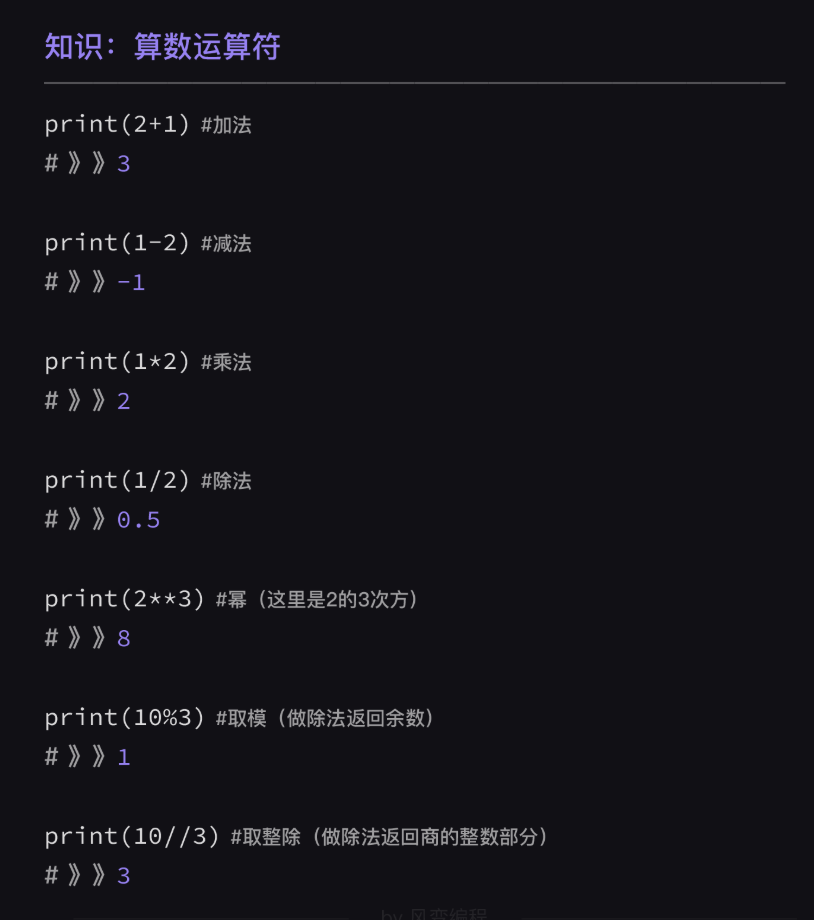 知识：算数运算符
print(2+1) #加法
# 》》3
print(1-2) #减法
# 》》-1
print(1*2) #乘法
# 》》2
print(1/2) #除法
# 》》0.5
print(2**3) #幂（这里是2的3次方）
# 》》8
print(10%3) #取模（做除法返回余数）
# 》》1
print(10//3) #取整除（做除法返回商的整数部分）
# 》》3
by 风变编程